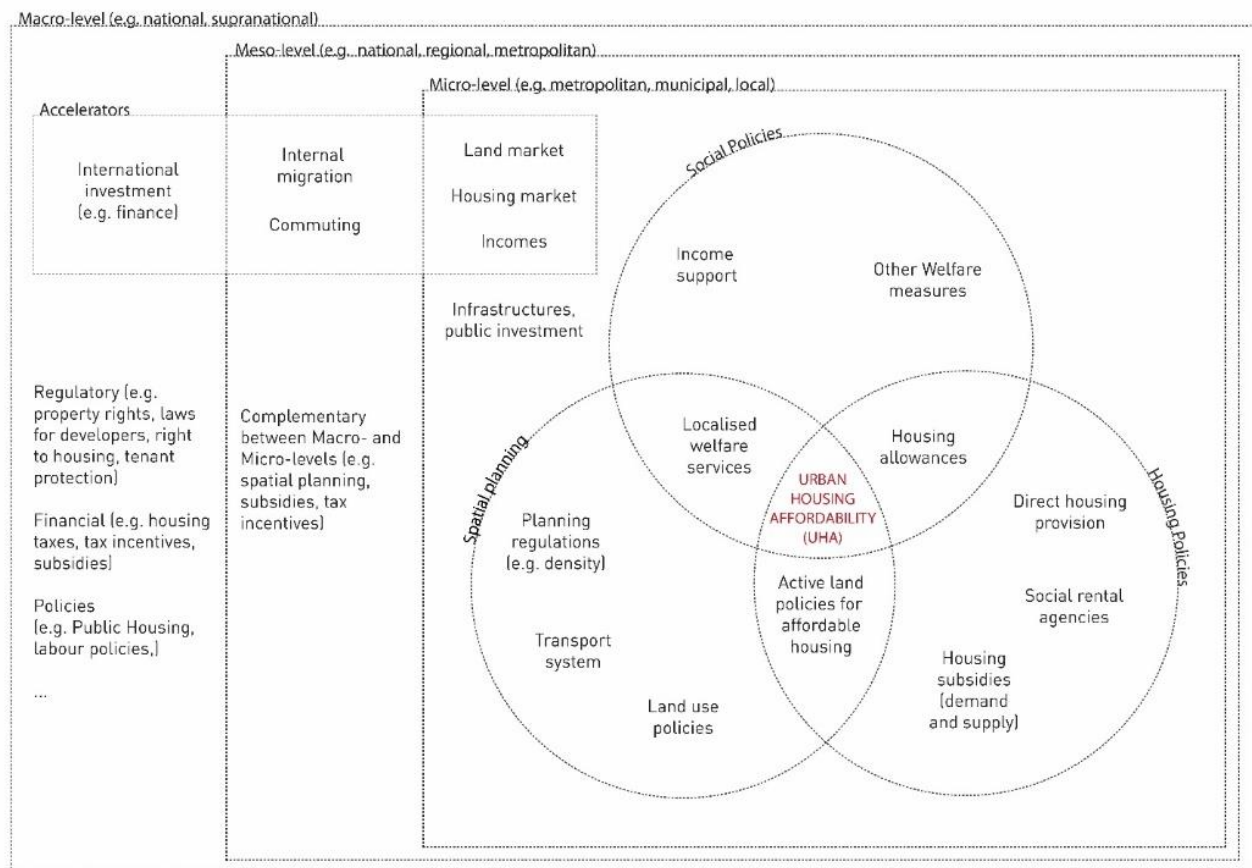 Macro-level (e.g. national, supranational)
Meso-level (e.g. national, regional, metropolitan)
Micro-level (e.g. metropolitan, municipal, local)
Accelerators
International
investment
(e.g. finance)
Internal
migration
Commuting
Land market
Housing market
Incomes
Infrastructures,
public investment
Regulatory (e.g.
property rights, laws
for developers, right
to housing, tenant
protection)
Financial (e.g. housing
taxes, tax incentives,
subsidies)
Policies
(e.g. Public Housing,
labour policies,)
...
Complementary
between Macro- and
Micro-levels (e.g.
spatial planning,
subsidies, tax
incentives)
Social Policies
Income
support
Other Welfare
measures
Localised
welfare
services
Housing
allowances
URBAN
HOUSING
AFFORDABILITY
(UHA)
Spatial planning
Planning
regulations
(e.g. density)
Transport
system
Land use
policies
Active land
policies for
affordable
housing
Housing Policies
Direct housing
provision
Social rental
agencies
Housing
subsidies
(demand
and supply)